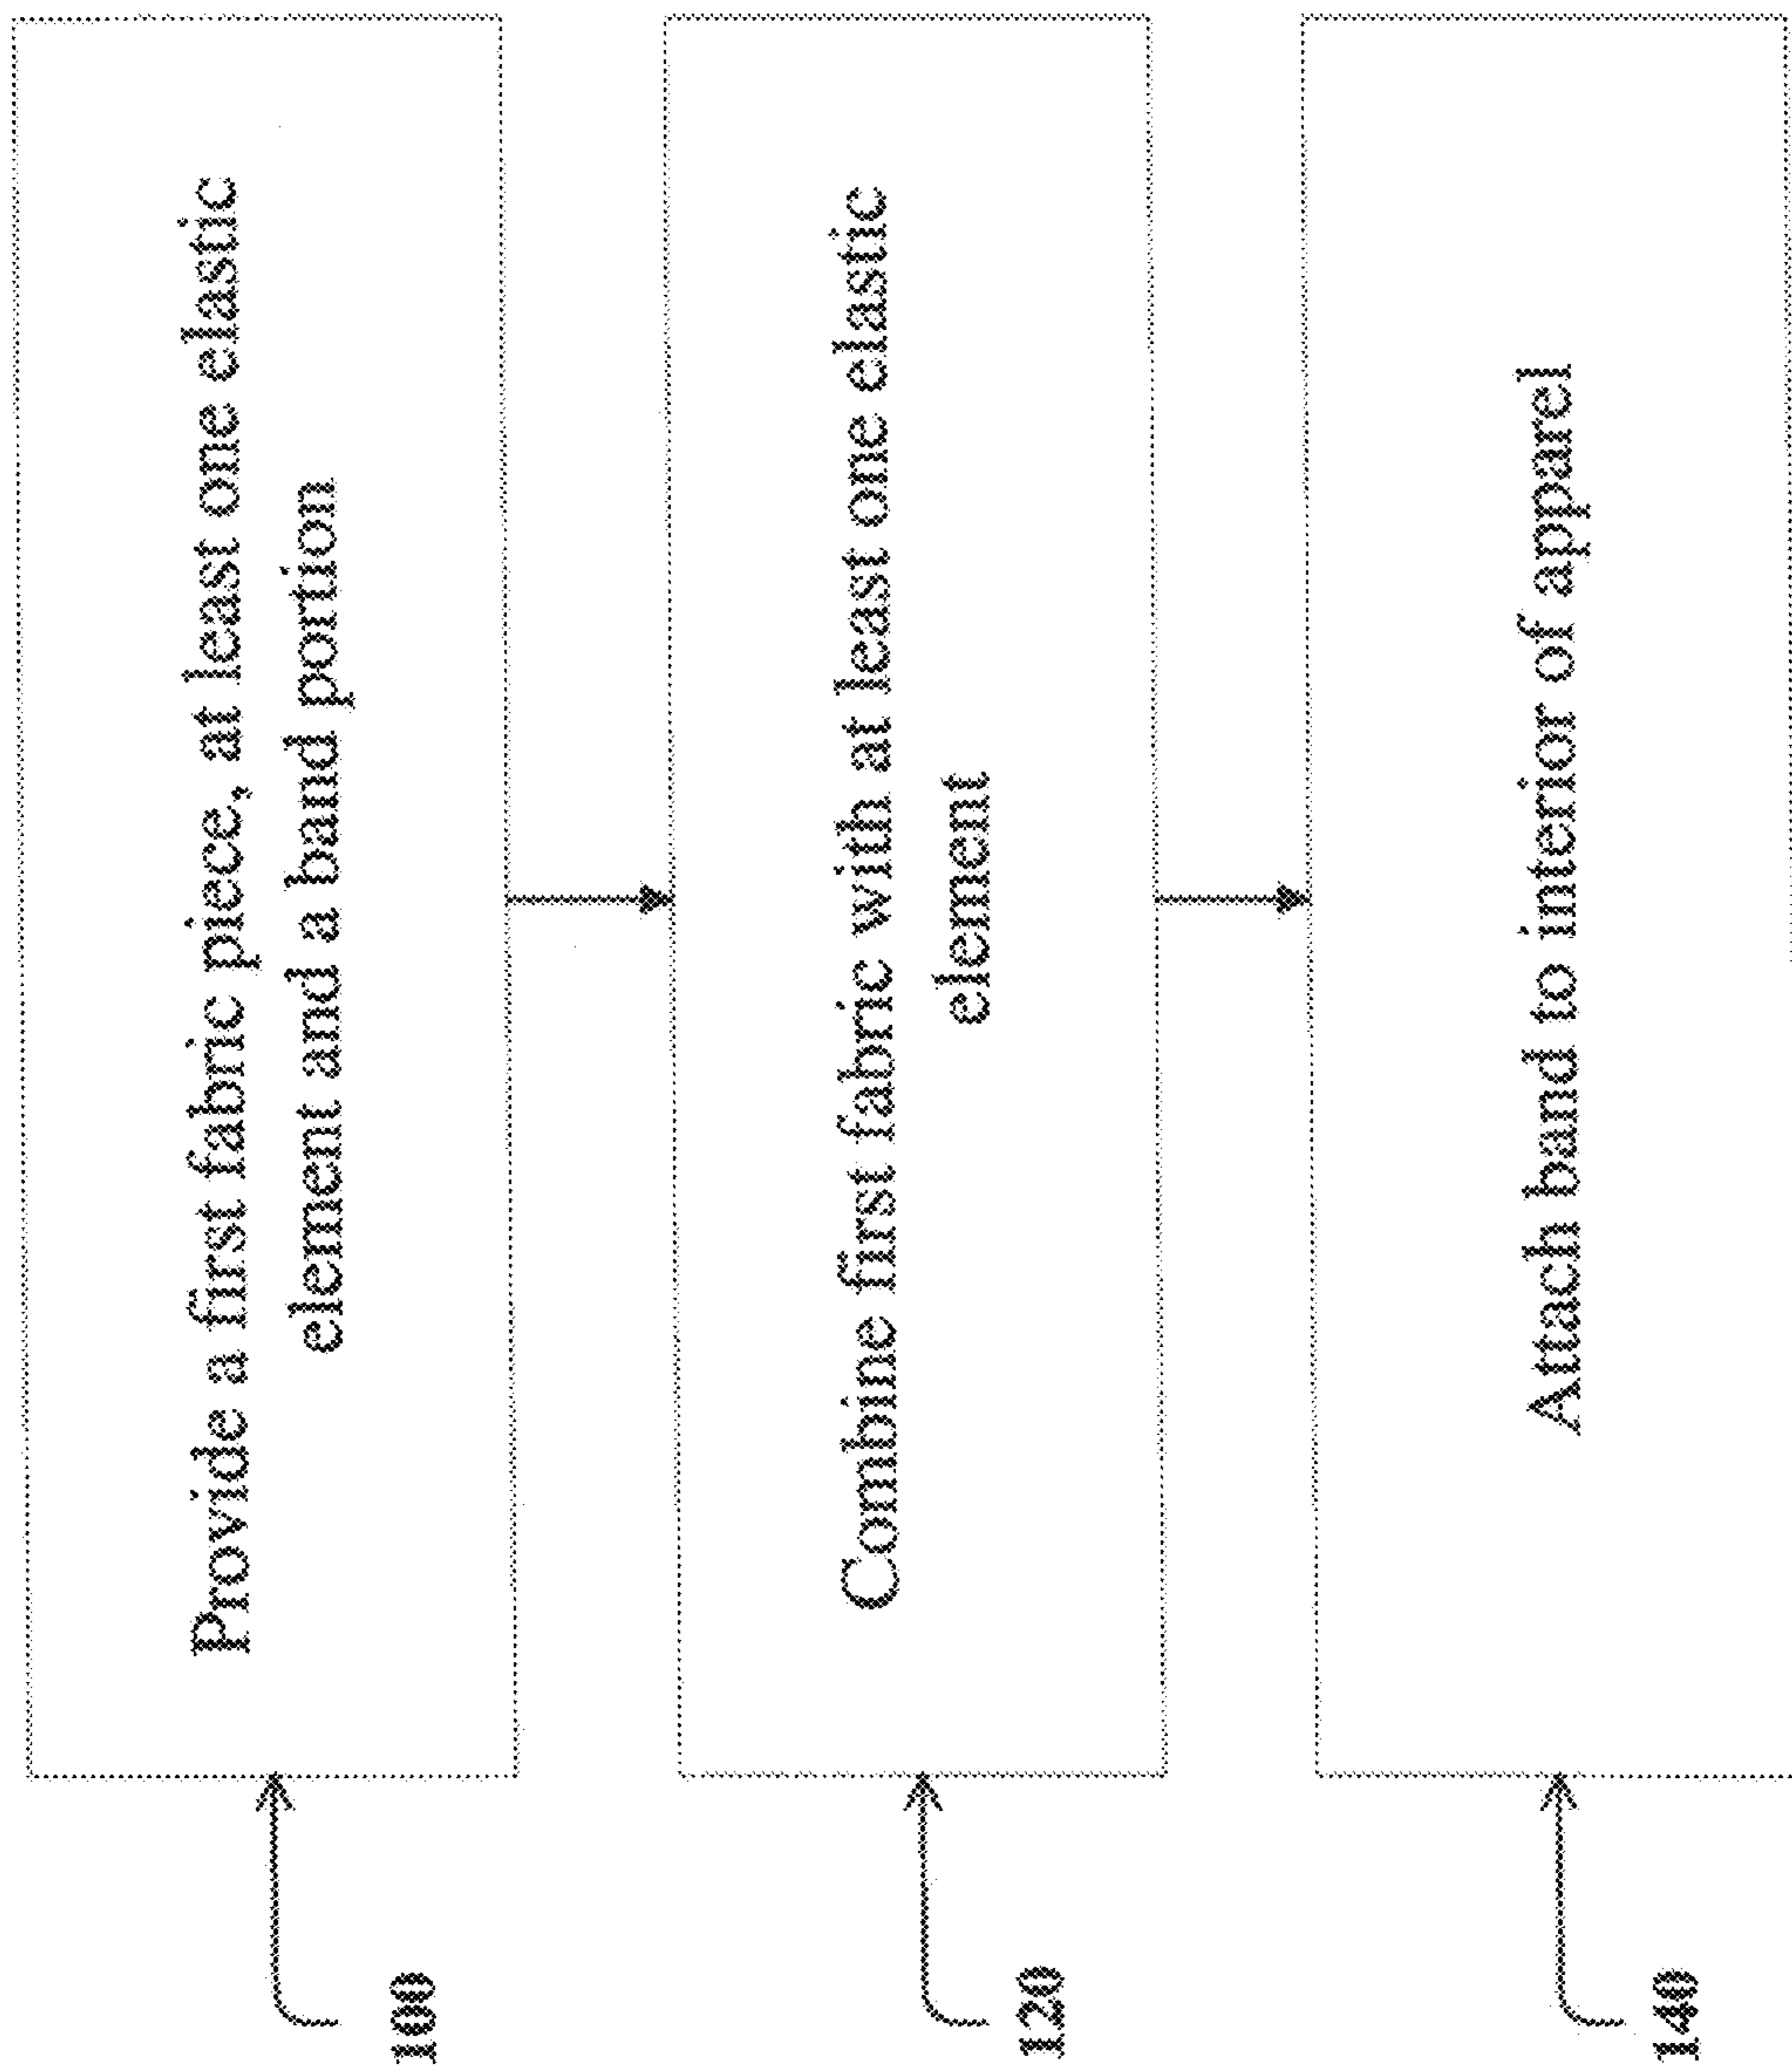 100
Provide a first fabric piece, at least one elastic
element and a band portion
120
Combine first fabric with at least one elastic
element
140
Attach band to interior of apparel